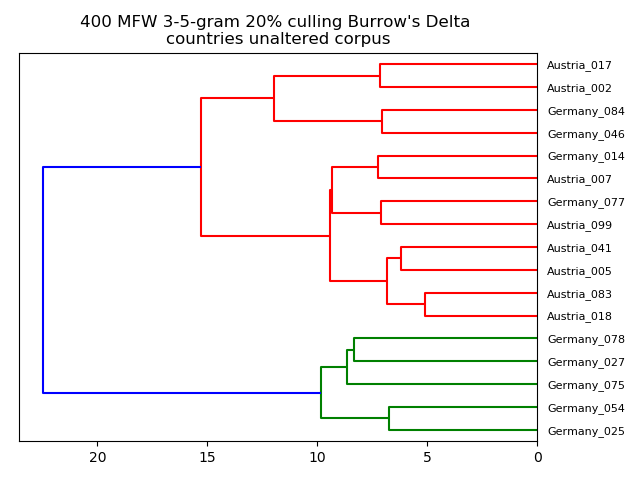 400 MFW 3-5-gram 20% culling Burrow's Delta
countries unaltered corpus
Austria_017
Austria_002
Germany_084
Germany_046
Germany_014
Austria_007
Germany_077
Austria_099
Austria_041
Austria_005
Austria_083
Austria_018
Germany_078
Germany_027
Germany_075
Germany_054
Germany_025
20 15 10 5 0